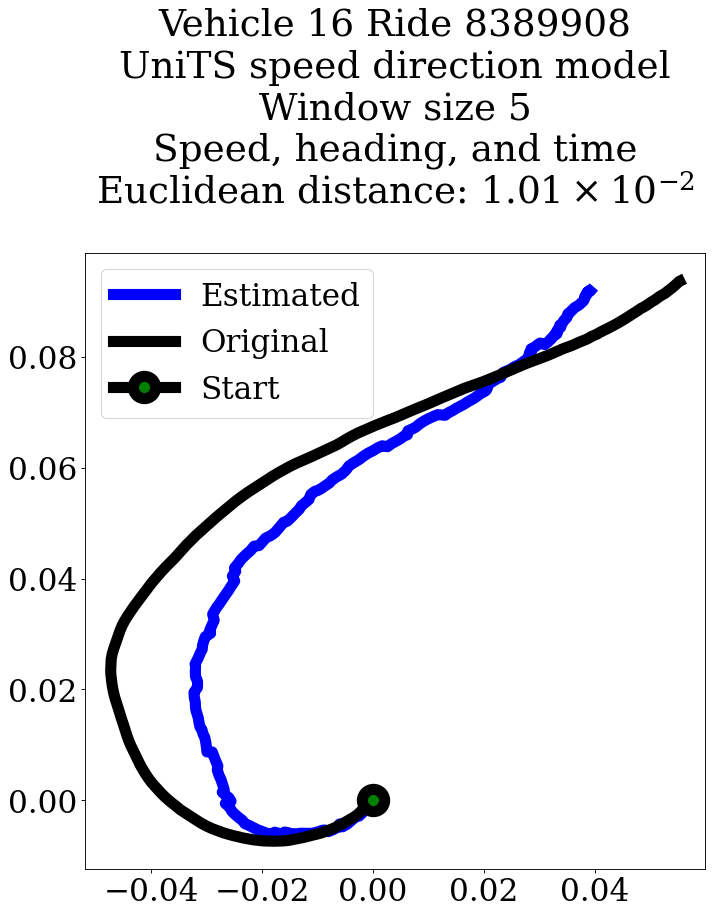 Vehicle 16 Ride 8389908
UniTS speed direction model
Window size 5
Speed, heading, and time
Euclidean distance: 1.01 × 10⁻²
Estimated
Original
Start
0.08
0.06
0.04
0.02
0.00
−0.04 −0.02 0.00 0.02 0.04